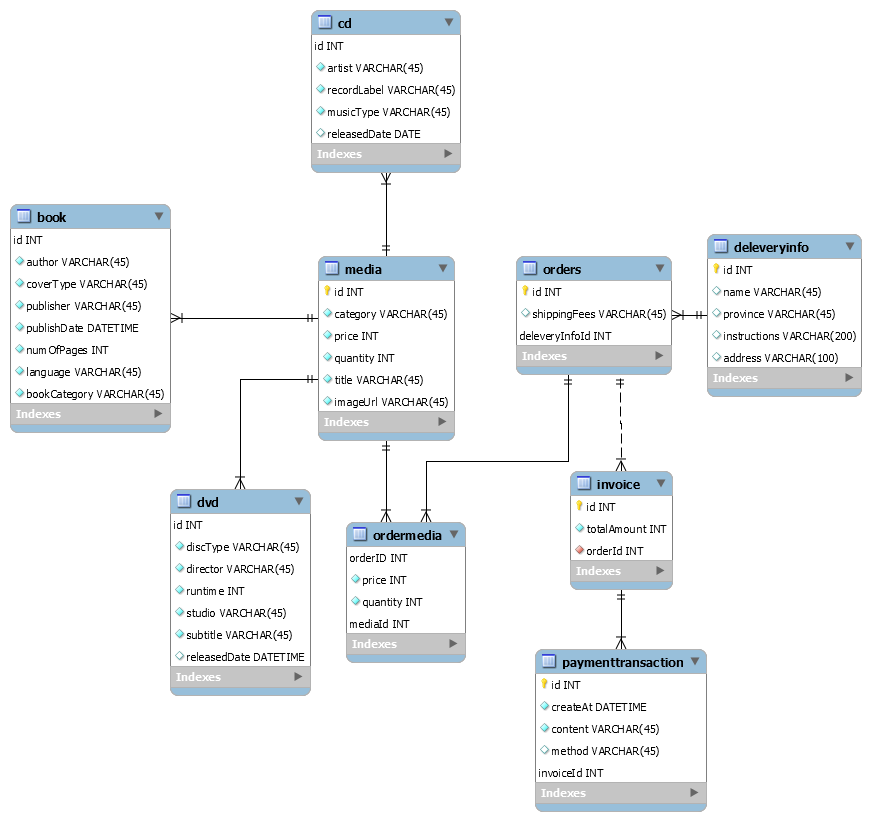 cd
id INT
artist VARCHAR(45)
recordLabel VARCHAR(45)
musicType VARCHAR(45)
releasedDate DATE
Indexes
book
id INT
author VARCHAR(45)
coverType VARCHAR(45)
publisher VARCHAR(45)
publishDate DATETIME
numOfPages INT
language VARCHAR(45)
bookCategory VARCHAR(45)
Indexes
media
id INT
category VARCHAR(45)
price INT
quantity INT
title VARCHAR(45)
imageUrl VARCHAR(45)
Indexes
orders
id INT
shippingFees VARCHAR(45)
deleveryInfoId INT
Indexes
deleveryinfo
id INT
name VARCHAR(45)
province VARCHAR(45)
instructions VARCHAR(200)
address VARCHAR(100)
Indexes
dvd
id INT
discType VARCHAR(45)
director VARCHAR(45)
runtime INT
studio VARCHAR(45)
subtitle VARCHAR(45)
releasedDate DATETIME
Indexes
ordermedia
orderID INT
price INT
quantity INT
mediaId INT
Indexes
invoice
id INT
totalAmount INT
orderId INT
Indexes
paymenttransaction
id INT
createAt DATETIME
content VARCHAR(45)
method VARCHAR(45)
invoiceId INT
Indexes